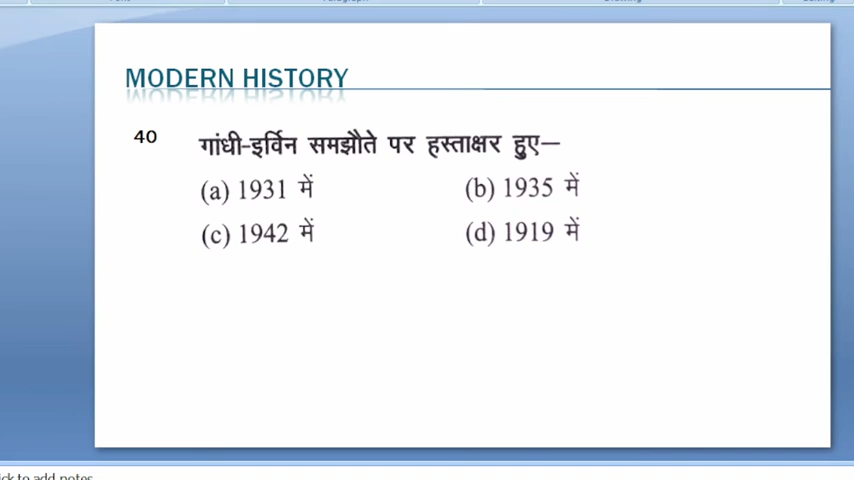 MODERN HISTORY
40 गांधी-इर्विन समझौते पर हस्ताक्षर हुए–
(a) 1931 में (b) 1935 में
(c) 1942 में (d) 1919 में
ick to add notes